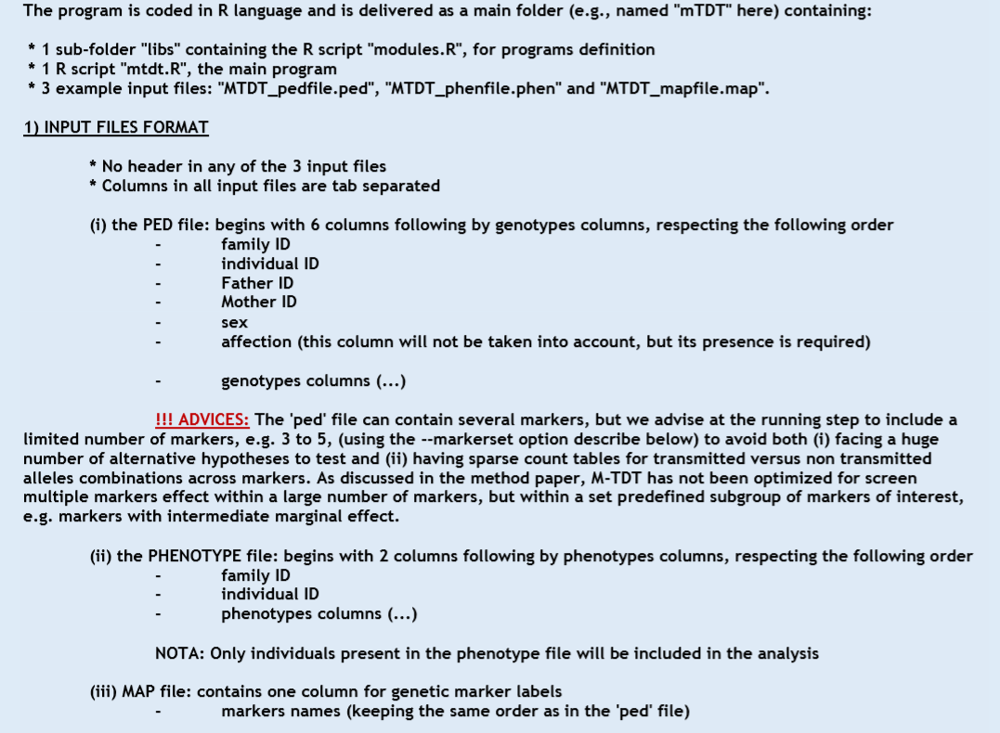 The program is coded in R language and is delivered as a main folder (e.g., named "mTDT" here) containing:
* 1 sub-folder "libs" containing the R script "modules.R", for programs definition
* 1 R script "mtdt.R", the main program
* 3 example input files: "MTDT_pedfile.ped", "MTDT_phenfile.phen" and "MTDT_mapfile.map".
1) INPUT FILES FORMAT
* No header in any of the 3 input files
* Columns in all input files are tab separated
(i) the PED file: begins with 6 columns following by genotypes columns, respecting the following order
- family ID
- individual ID
- Father ID
- Mother ID
- sex
- affection (this column will not be taken into account, but its presence is required)
- genotypes columns (...)
!!! ADVICES: The 'ped' file can contain several markers, but we advise at the running step to include a
limited number of markers, e.g. 3 to 5, (using the --markerset option describe below) to avoid both (i) facing a huge
number of alternative hypotheses to test and (ii) having sparse count tables for transmitted versus non transmitted
alleles combinations across markers. As discussed in the method paper, M-TDT has not been optimized for screen
multiple markers effect within a large number of markers, but within a set predefined subgroup of markers of interest,
e.g. markers with intermediate marginal effect.
(ii) the PHENOTYPE file: begins with 2 columns following by phenotypes columns, respecting the following order
- family ID
- individual ID
- phenotypes columns (...)
NOTA: Only individuals present in the phenotype file will be included in the analysis
(iii) MAP file: contains one column for genetic marker labels
- markers names (keeping the same order as in the 'ped' file)